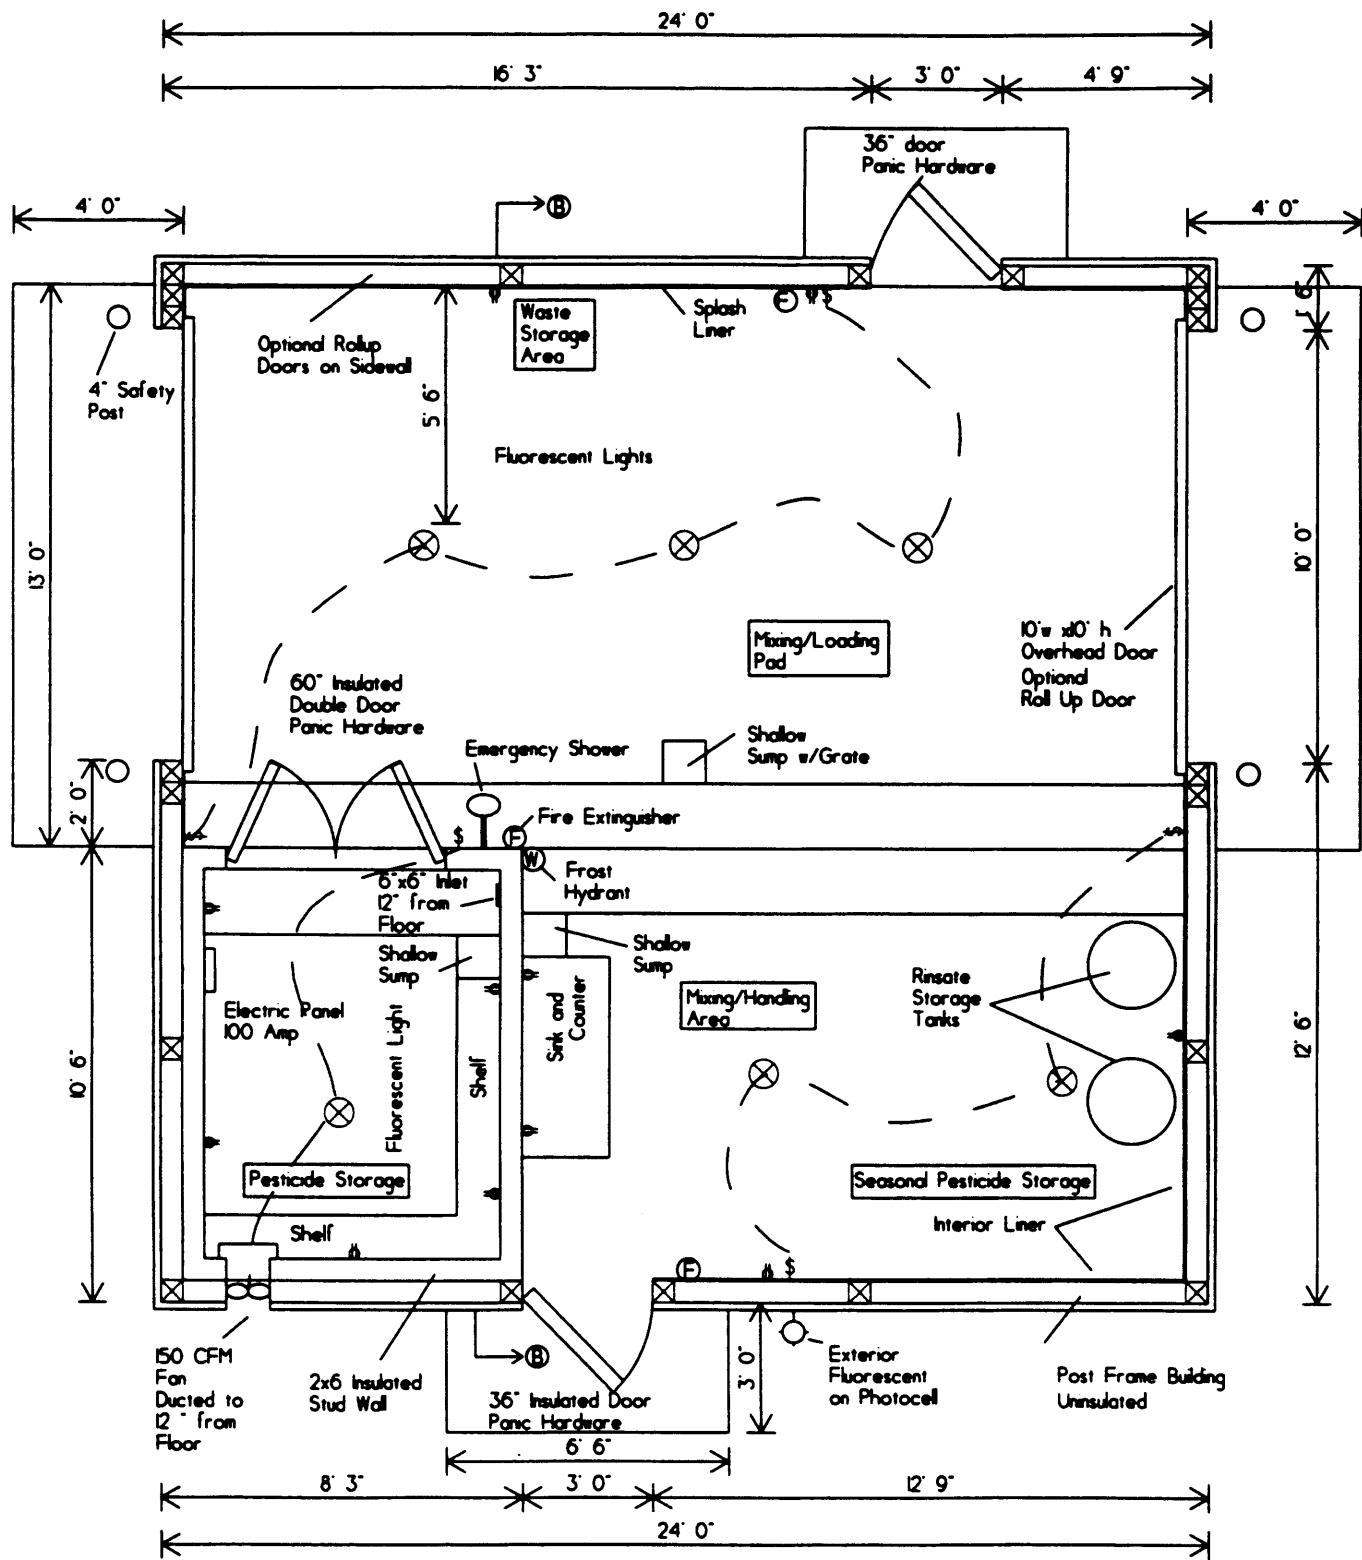 24' 0"
16' 3"
3' 0"
4' 9"
36" door
Panic Hardware
4' 0"
B
4' 0"
1' 6"
Waste
Storage
Area
F
$
Splash
Liner
Optional Rollup
Doors on Sidewall
4" Safety
Post
5' 6"
Fluorescent Lights
13' 0"
10' 0"
Mixing/Loading
Pad
10'w x10' h
Overhead Door
Optional
Roll Up Door
60" Insulated
Double Door
Panic Hardware
Emergency Shower
Shallow
Sump w/Grate
2' 0"
$
$
F
Fire Extinguisher
$
W
Frost
Hydrant
6"x6" Inlet
12" from
Floor
Shallow
Sump
Shallow
Sump
Electric Panel
100 Amp
Fluorescent Light
Shelf
Sink and
Counter
Mixing/Handling
Area
Rinsate
Storage
Tanks
10' 6"
12' 6"
Pesticide Storage
Seasonal Pesticide Storage
Shelf
Interior Liner
F
$
150 CFM
Fan
Ducted to
12 " from
Floor
2x6 Insulated
Stud Wall
B
36" Insulated Door
Panic Hardware
3' 0"
Exterior
Fluorescent
on Photocell
Post Frame Building
Uninsulated
6' 6"
8' 3"
3' 0"
12' 9"
24' 0"